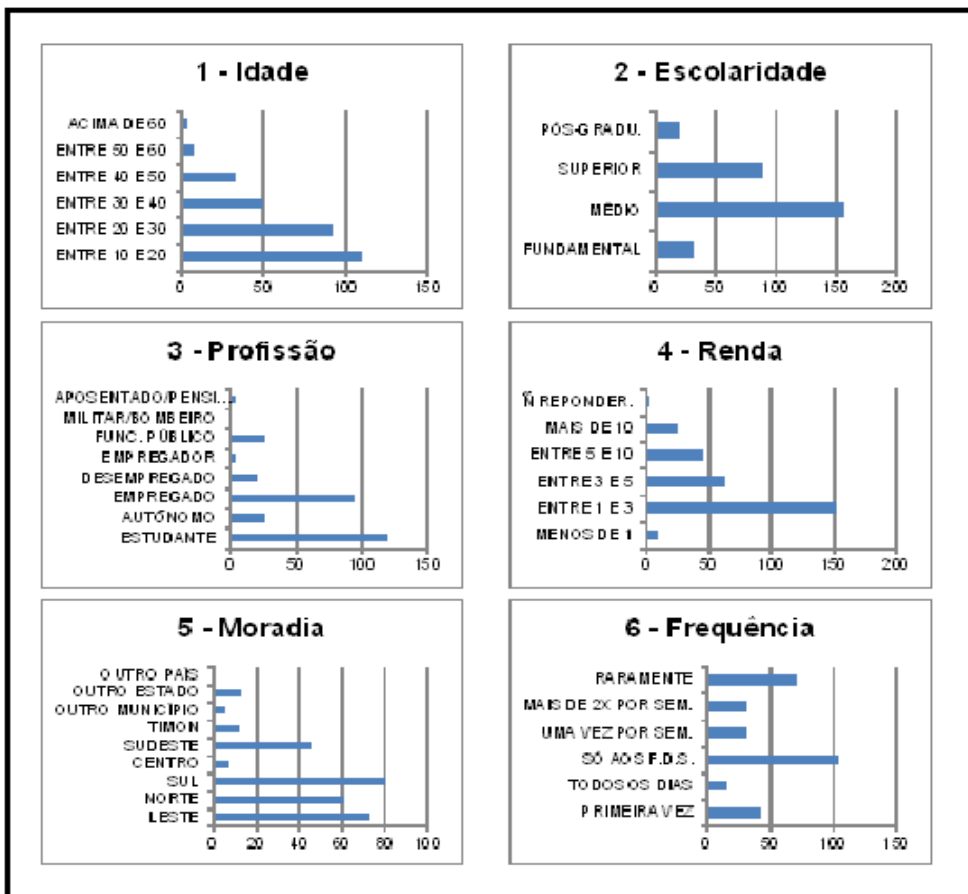 1 - Idade
ACIMA DE 60
ENTRE 50 E 60
ENTRE 40 E 50
ENTRE 30 E 40
ENTRE 20 E 30
ENTRE 10 E 20
0 50 100 150
2 - Escolaridade
PÓS-GRADU.
SUPERIOR
MÉDIO
FUNDAMENTAL
0 50 100 150 200
3 - Profissão
APOSENTADO/PENSI...
MILITAR/BOMBEIRO
FUNC. PÚBLICO
EMPREGADOR
DESEMPREGADO
EMPREGADO
AUTÔNOMO
ESTUDANTE
0 50 100 150
4 - Renda
Ñ REPONDER.
MAIS DE 10
ENTRE 5 E 10
ENTRE 3 E 5
ENTRE 1 E 3
MENOS DE 1
0 50 100 150 200
5 - Moradia
OUTRO PAÍS
OUTRO ESTADO
OUTRO MUNICÍPIO
TIMON
SUDESTE
CENTRO
SUL
NORTE
LESTE
0 20 40 60 80 100
6 - Frequência
RARAMENTE
MAIS DE 2X POR SEM.
UMA VEZ POR SEM.
SÓ AOS F.D.S.
TODOS OS DIAS
PRIMEIRA VEZ
0 50 100 150